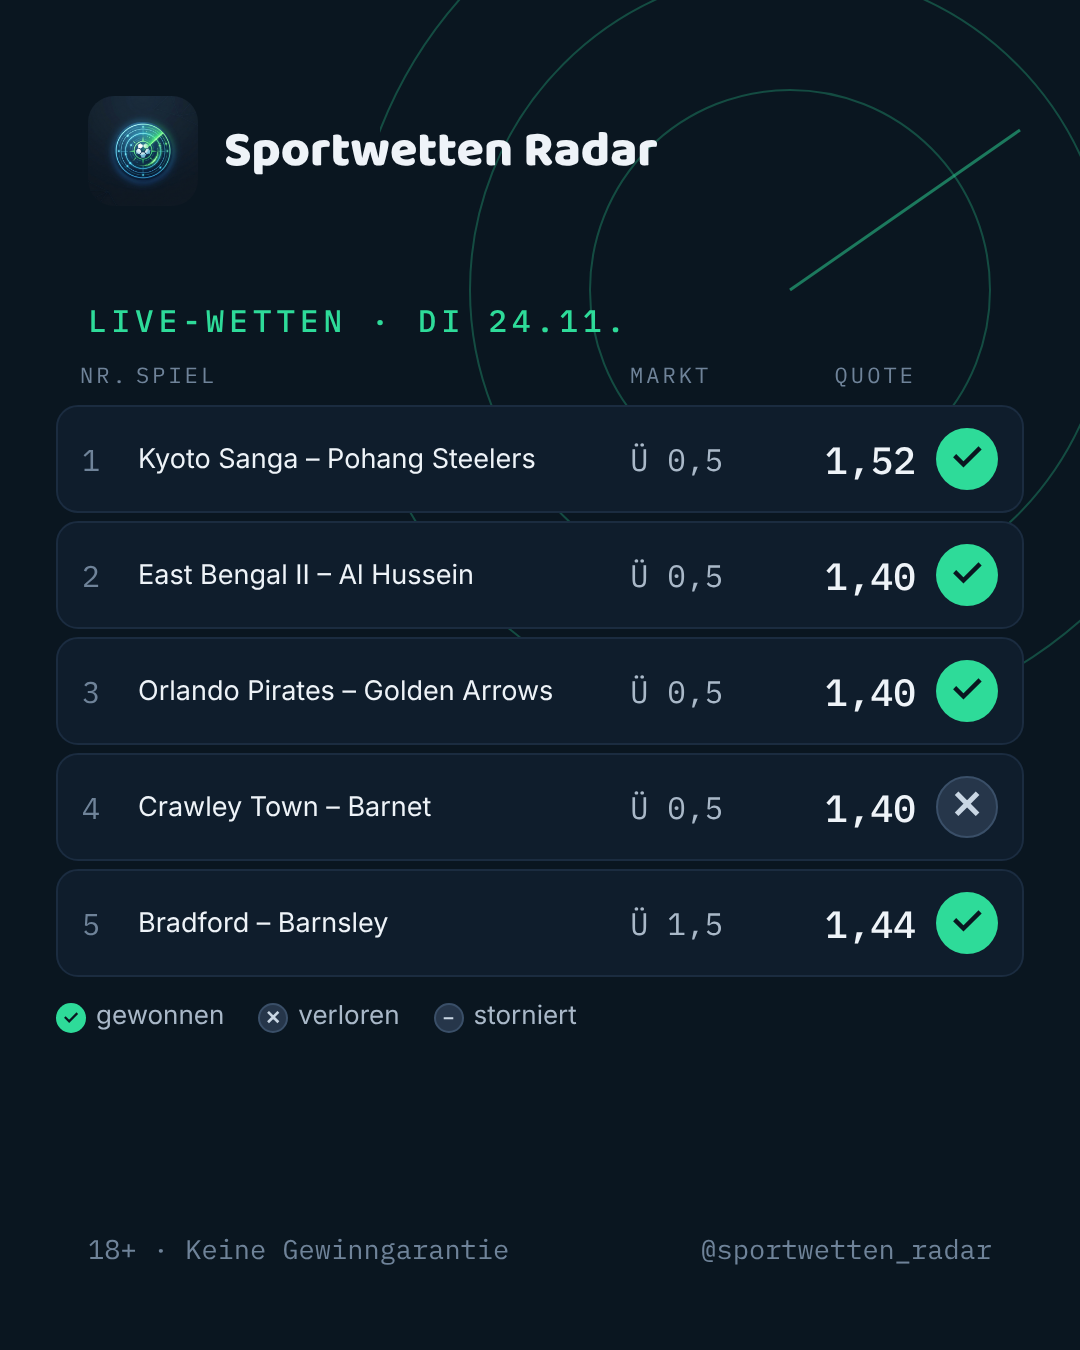 Sportwetten Radar
LIVE-WETTEN · DI 24.11.
NR. SPIEL MARKT QUOTE
1 Kyoto Sanga – Pohang Steelers Ü 0,5 1,52
2 East Bengal II – Al Hussein Ü 0,5 1,40
3 Orlando Pirates – Golden Arrows Ü 0,5 1,40
4 Crawley Town – Barnet Ü 0,5 1,40
5 Bradford – Barnsley Ü 1,5 1,44
gewonnen verloren storniert
18+ · Keine Gewinngarantie @sportwetten_radar